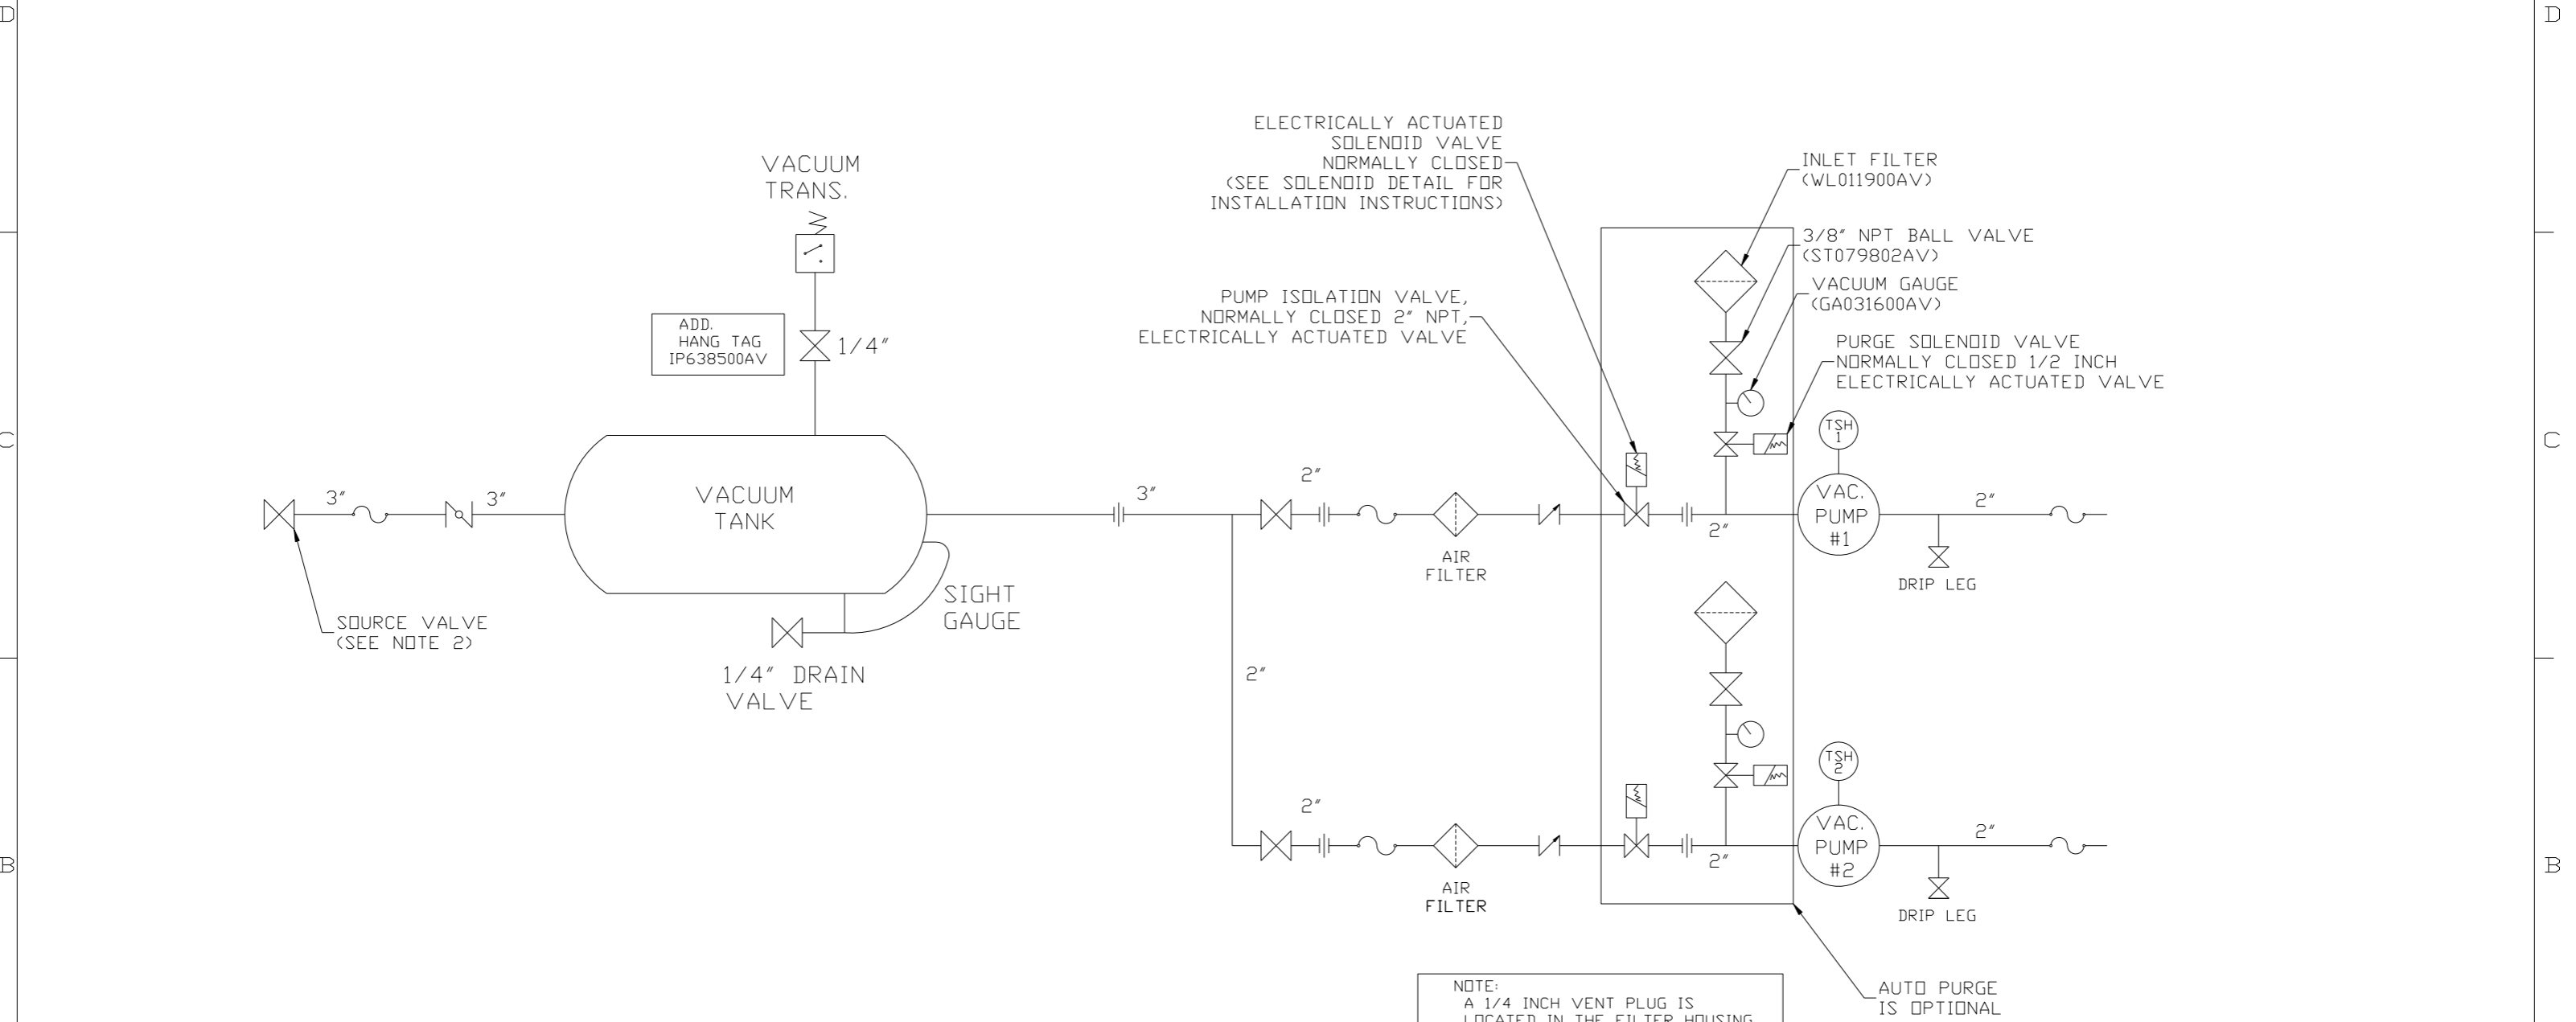 D
D
ELECTRICALLY ACTUATED
SOLENOID VALVE
NORMALLY CLOSED
(SEE SOLENOID DETAIL FOR
INSTALLATION INSTRUCTIONS)
VACUUM
TRANS.
INLET FILTER
(WL011900AV)
3/8" NPT BALL VALVE
(ST079802AV)
VACUUM GAUGE
(GA031600AV)
PUMP ISOLATION VALVE,
NORMALLY CLOSED 2" NPT,
ELECTRICALLY ACTUATED VALVE
ADD.
HANG TAG
IP638500AV
1/4"
PURGE SOLENOID VALVE
NORMALLY CLOSED 1/2 INCH
ELECTRICALLY ACTUATED VALVE
C
C
TSH
1
3"
3"
VACUUM
TANK
3"
2"
2"
VAC.
PUMP
#1
2"
AIR
FILTER
DRIP LEG
SIGHT
GAUGE
SOURCE VALVE
(SEE NOTE 2)
1/4" DRAIN
VALVE
2"
TSH
2
2"
2"
VAC.
PUMP
#2
2"
B
B
AIR
FILTER
DRIP LEG
NOTE:
A 1/4 INCH VENT PLUG IS
LOCATED IN THE FILTER HOUSING
AUTO PURGE
IS OPTIONAL